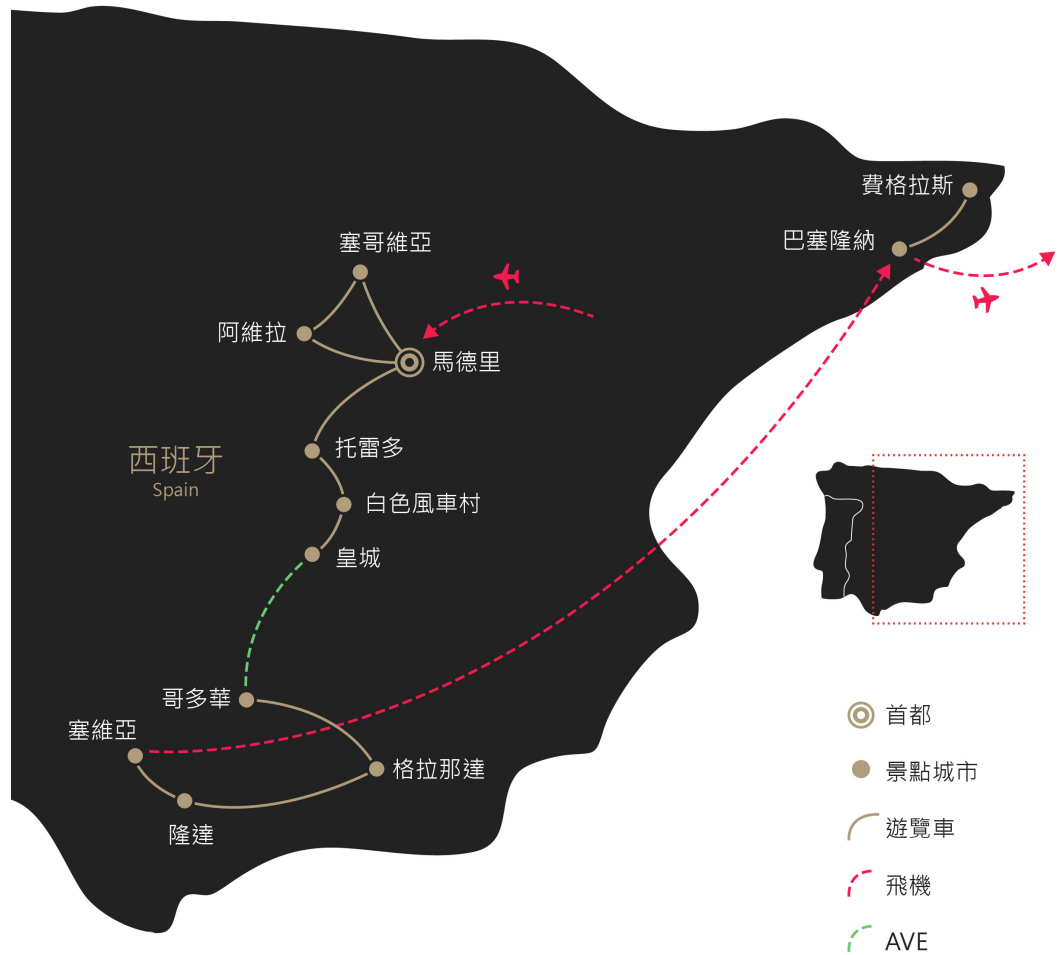 費格拉斯
巴塞隆納
塞哥維亞
阿維拉
馬德里
托雷多
西班牙
Spain
白色風車村
皇城
哥多華
塞維亞
格拉那達
隆達
首都
景點城市
遊覽車
飛機
AVE